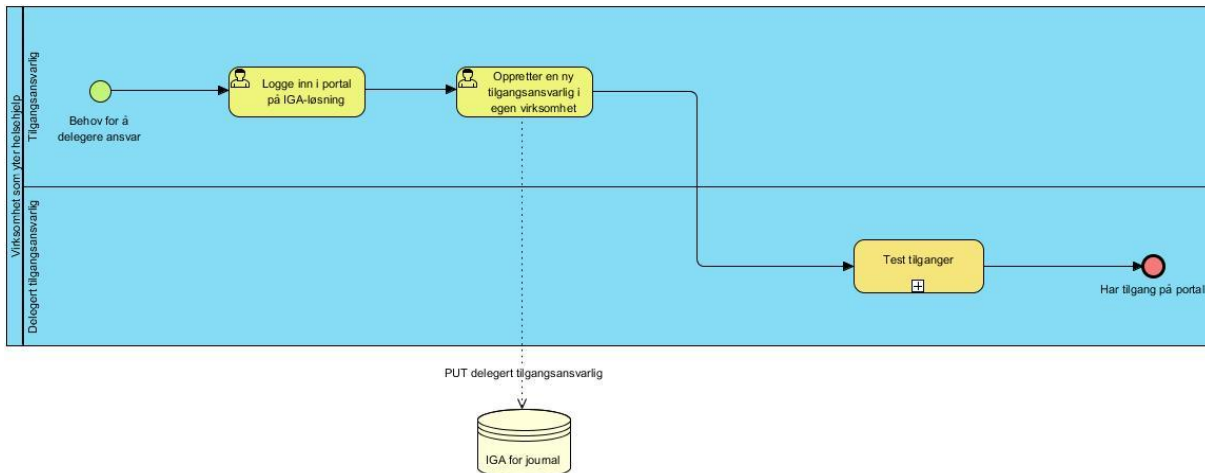 Virksomhet som yter helsehjelp
Tilgangsansvarlig
Behov for å
delegere ansvar
Logge inn i portal
på IGA-løsning
Oppretter en ny
tilgangsansvarlig i
egen virksomhet
Delegert tilgangsansvarlig
Test tilganger
Har tilgang på portal
PUT delegert tilgangsansvarlig
IGA for journal